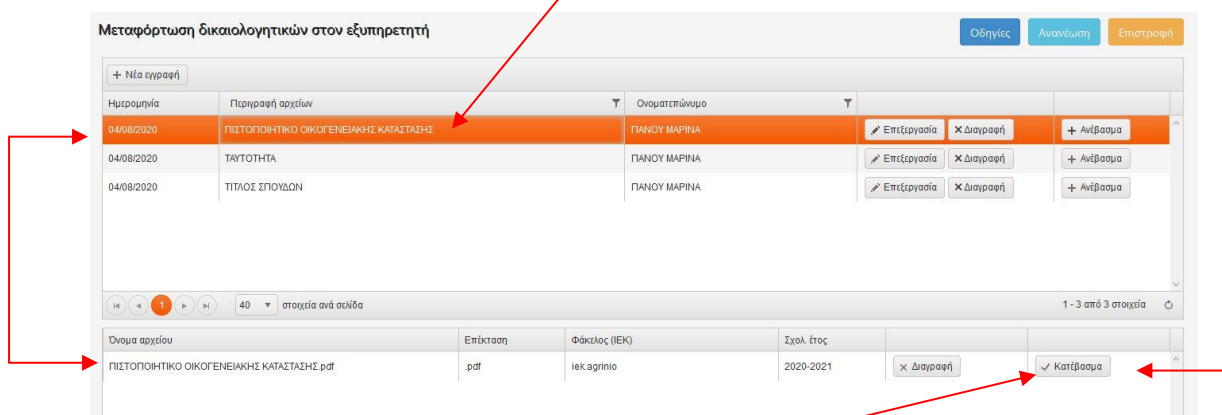 Μεταφόρτωση δικαιολογητικών στον εξυπηρετητή Οδηγίες Ανανέωση Επιστροφή
+ Νέα εγγραφή
Ημερομηνία Περιγραφή αρχείων Ονοματεπώνυμο
04/08/2020 ΠΙΣΤΟΠΟΙΗΤΙΚΟ ΟΙΚΟΓΕΝΕΙΑΚΗΣ ΚΑΤΑΣΤΑΣΗΣ ΠΑΝΟΥ ΜΑΡΙΝΑ Επεξεργασία × Διαγραφή + Ανέβασμα
04/08/2020 ΤΑΥΤΟΤΗΤΑ ΠΑΝΟΥ ΜΑΡΙΝΑ Επεξεργασία × Διαγραφή + Ανέβασμα
04/08/2020 ΤΙΤΛΟΣ ΣΠΟΥΔΩΝ ΠΑΝΟΥ ΜΑΡΙΝΑ Επεξεργασία × Διαγραφή + Ανέβασμα
1 40 στοιχεία ανά σελίδα 1 - 3 από 3 στοιχεία
Όνομα αρχείου Επέκταση Φάκελος (ΙΕΚ) Σχολ. έτος
ΠΙΣΤΟΠΟΙΗΤΙΚΟ ΟΙΚΟΓΕΝΕΙΑΚΗΣ ΚΑΤΑΣΤΑΣΗΣ.pdf .pdf iek.agrinio 2020-2021 × Διαγραφή ✓ Κατέβασμα